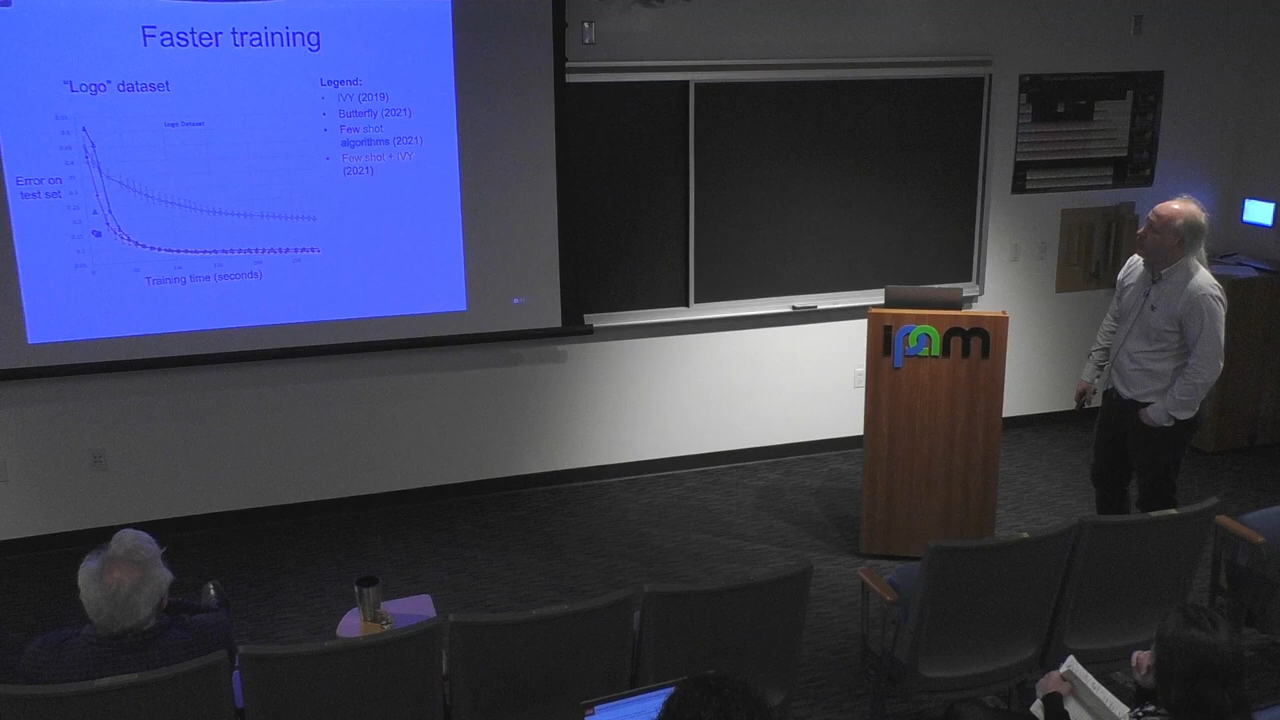 Faster training
"Logo" dataset
Legend:
• IVY (2019)
• Butterfly (2021)
• Few shot
algorithms (2021)
• Few shot + IVY
(2021)
Logo Dataset
Error on
test set
Training time (seconds)
ipam